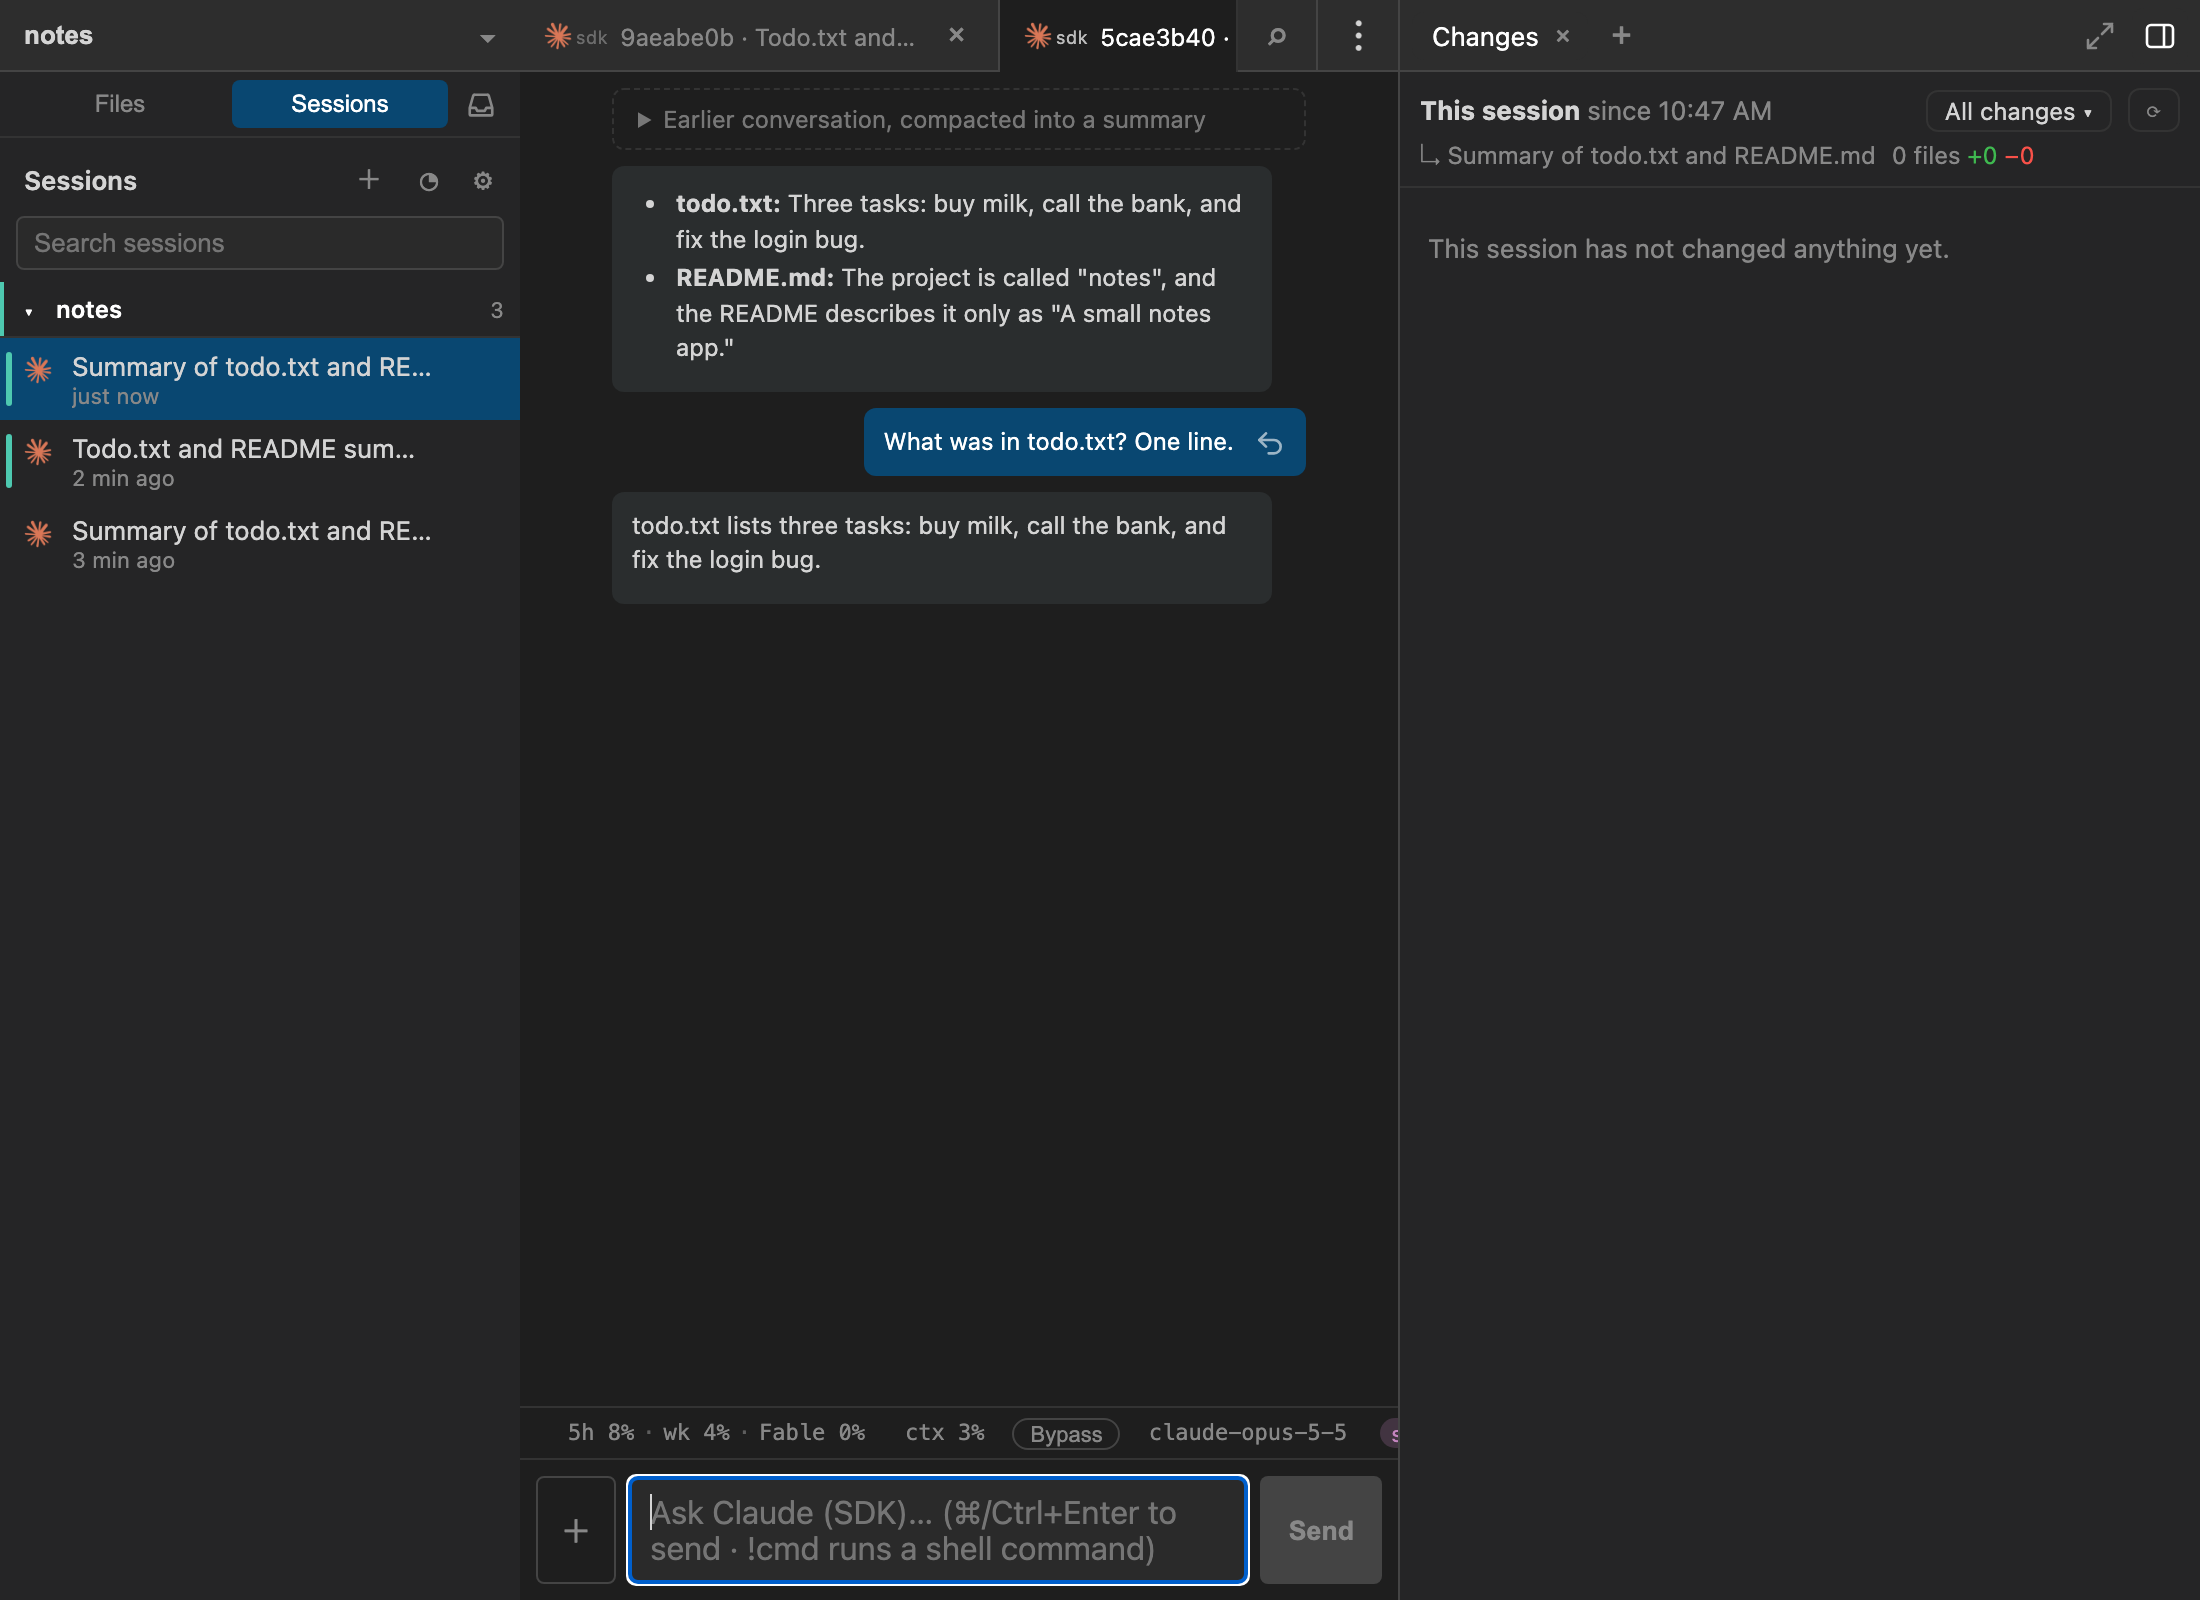 notes
sdk 9aeabe0b · Todo.txt and...
sdk 5cae3b40 ·
Changes
Files
Sessions
Sessions
Search sessions
notes 3
Summary of todo.txt and RE...
just now
Todo.txt and README sum...
2 min ago
Summary of todo.txt and RE...
3 min ago
Earlier conversation, compacted into a summary
• todo.txt: Three tasks: buy milk, call the bank, and
fix the login bug.
• README.md: The project is called "notes", and
the README describes it only as "A small notes
app."
What was in todo.txt? One line.
todo.txt lists three tasks: buy milk, call the bank, and
fix the login bug.
5h 8% · wk 4% · Fable 0% ctx 3% Bypass claude-opus-5-5 s
Ask Claude (SDK)... (⌘/Ctrl+Enter to
send · !cmd runs a shell command)
Send
This session since 10:47 AM
All changes
Summary of todo.txt and README.md 0 files +0 −0
This session has not changed anything yet.